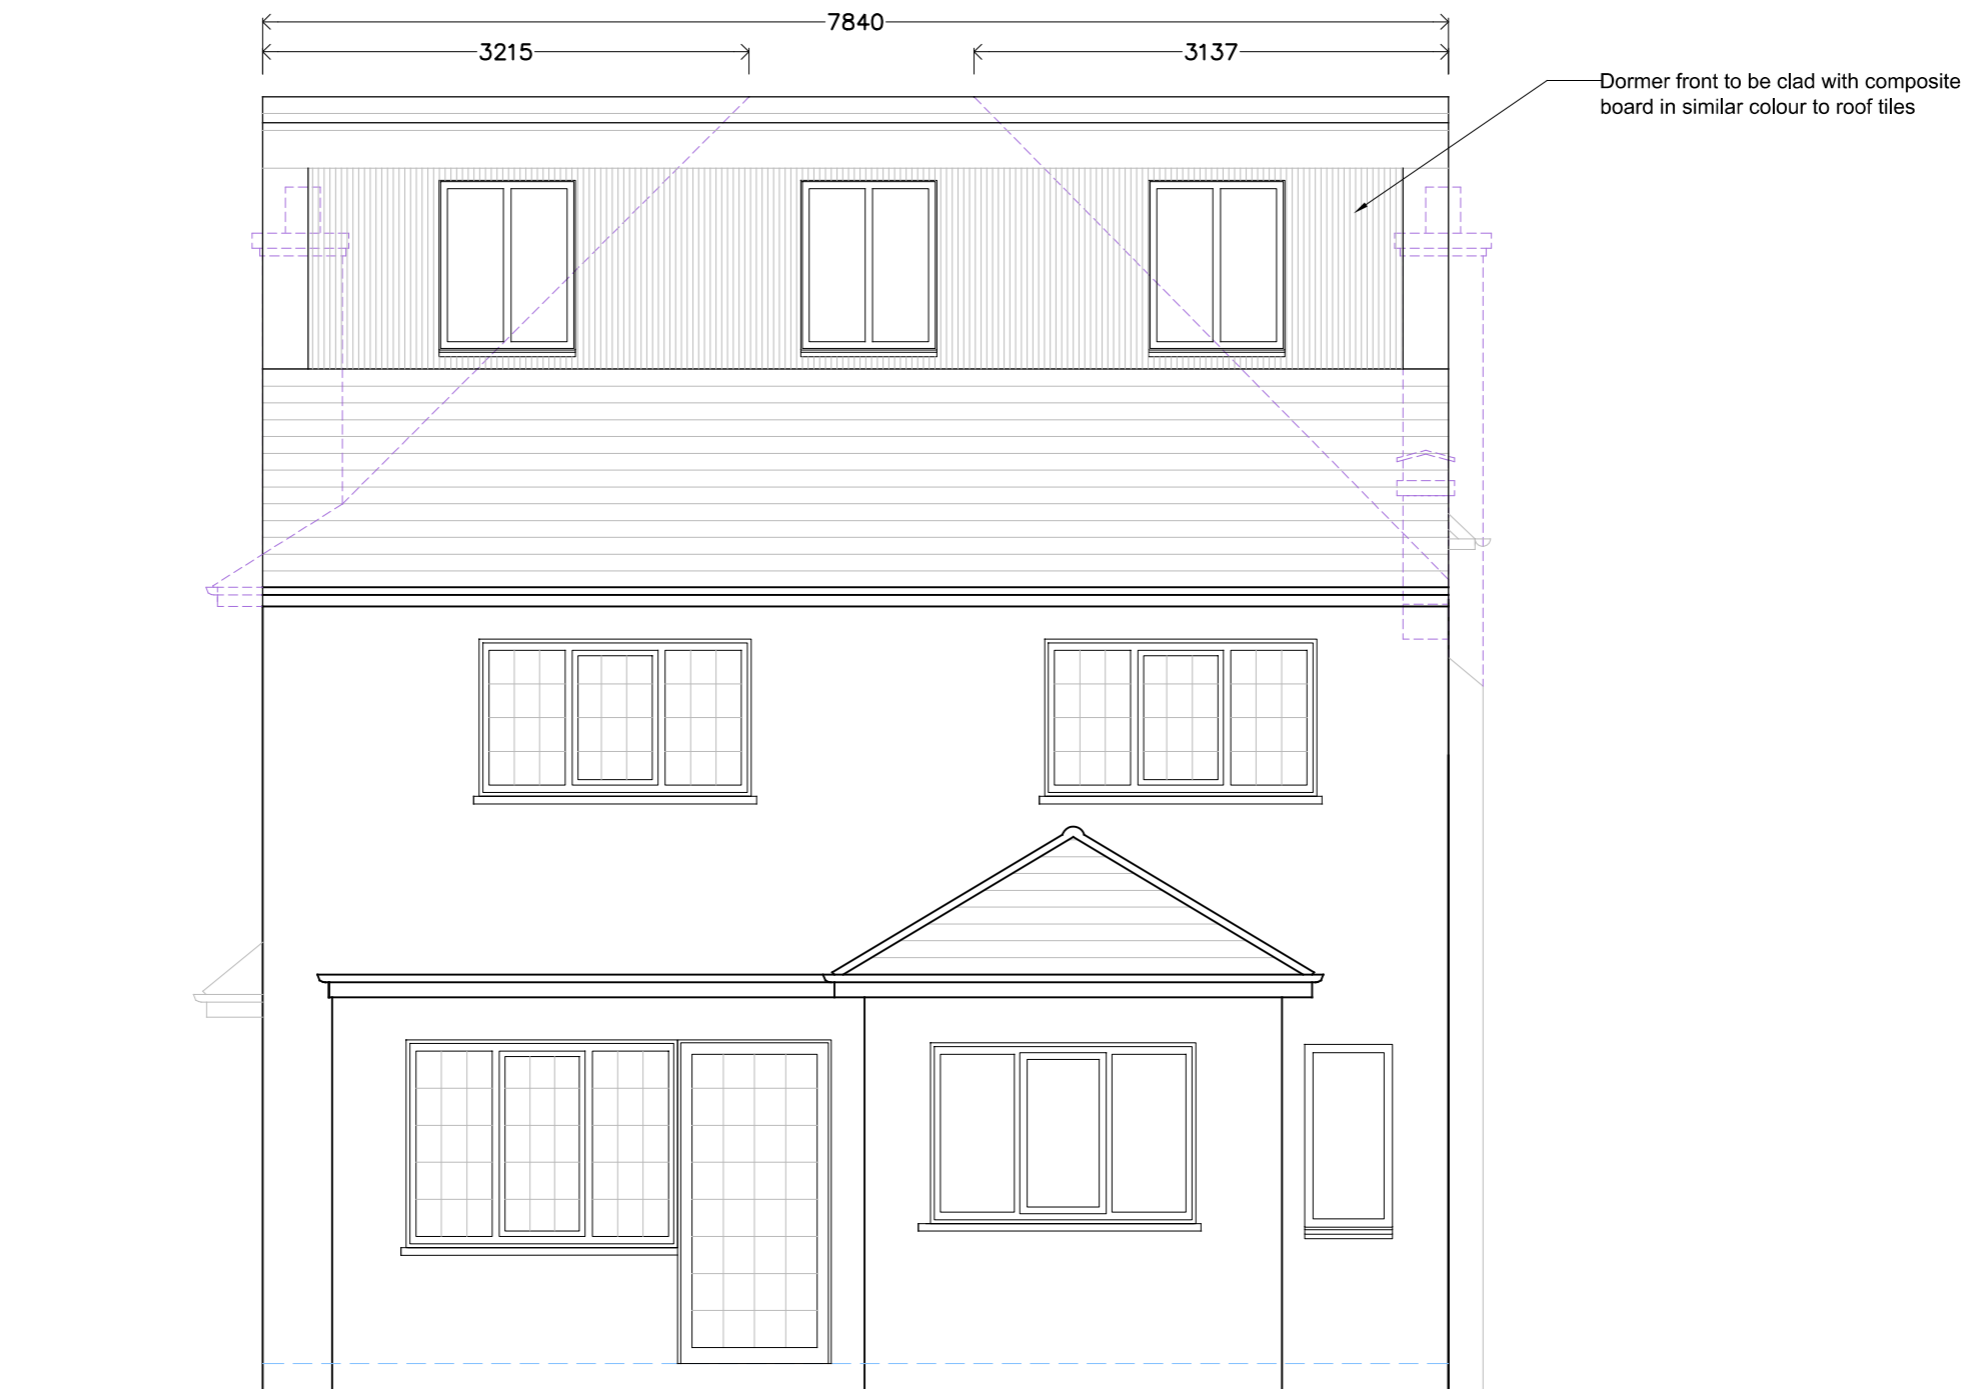 7840
3215
3137
Dormer front to be clad with composite
board in similar colour to roof tiles